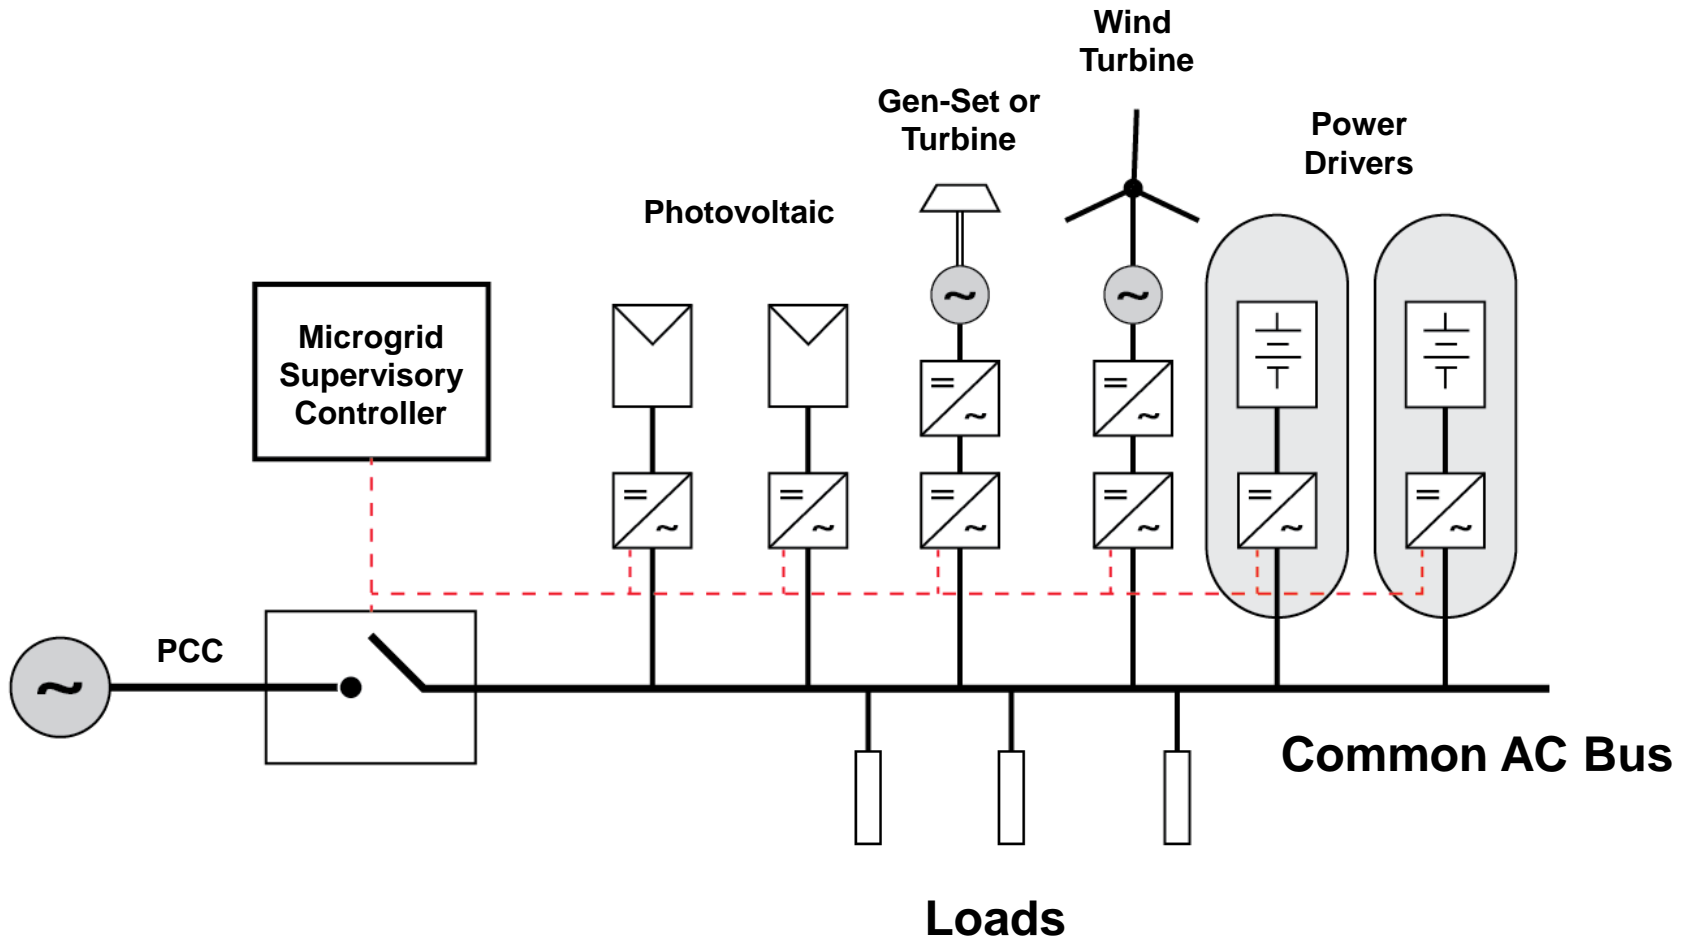 Wind
Turbine
Gen-Set or
Turbine
Power
Drivers
Photovoltaic
Microgrid
Supervisory
Controller
PCC
Common AC Bus
Loads